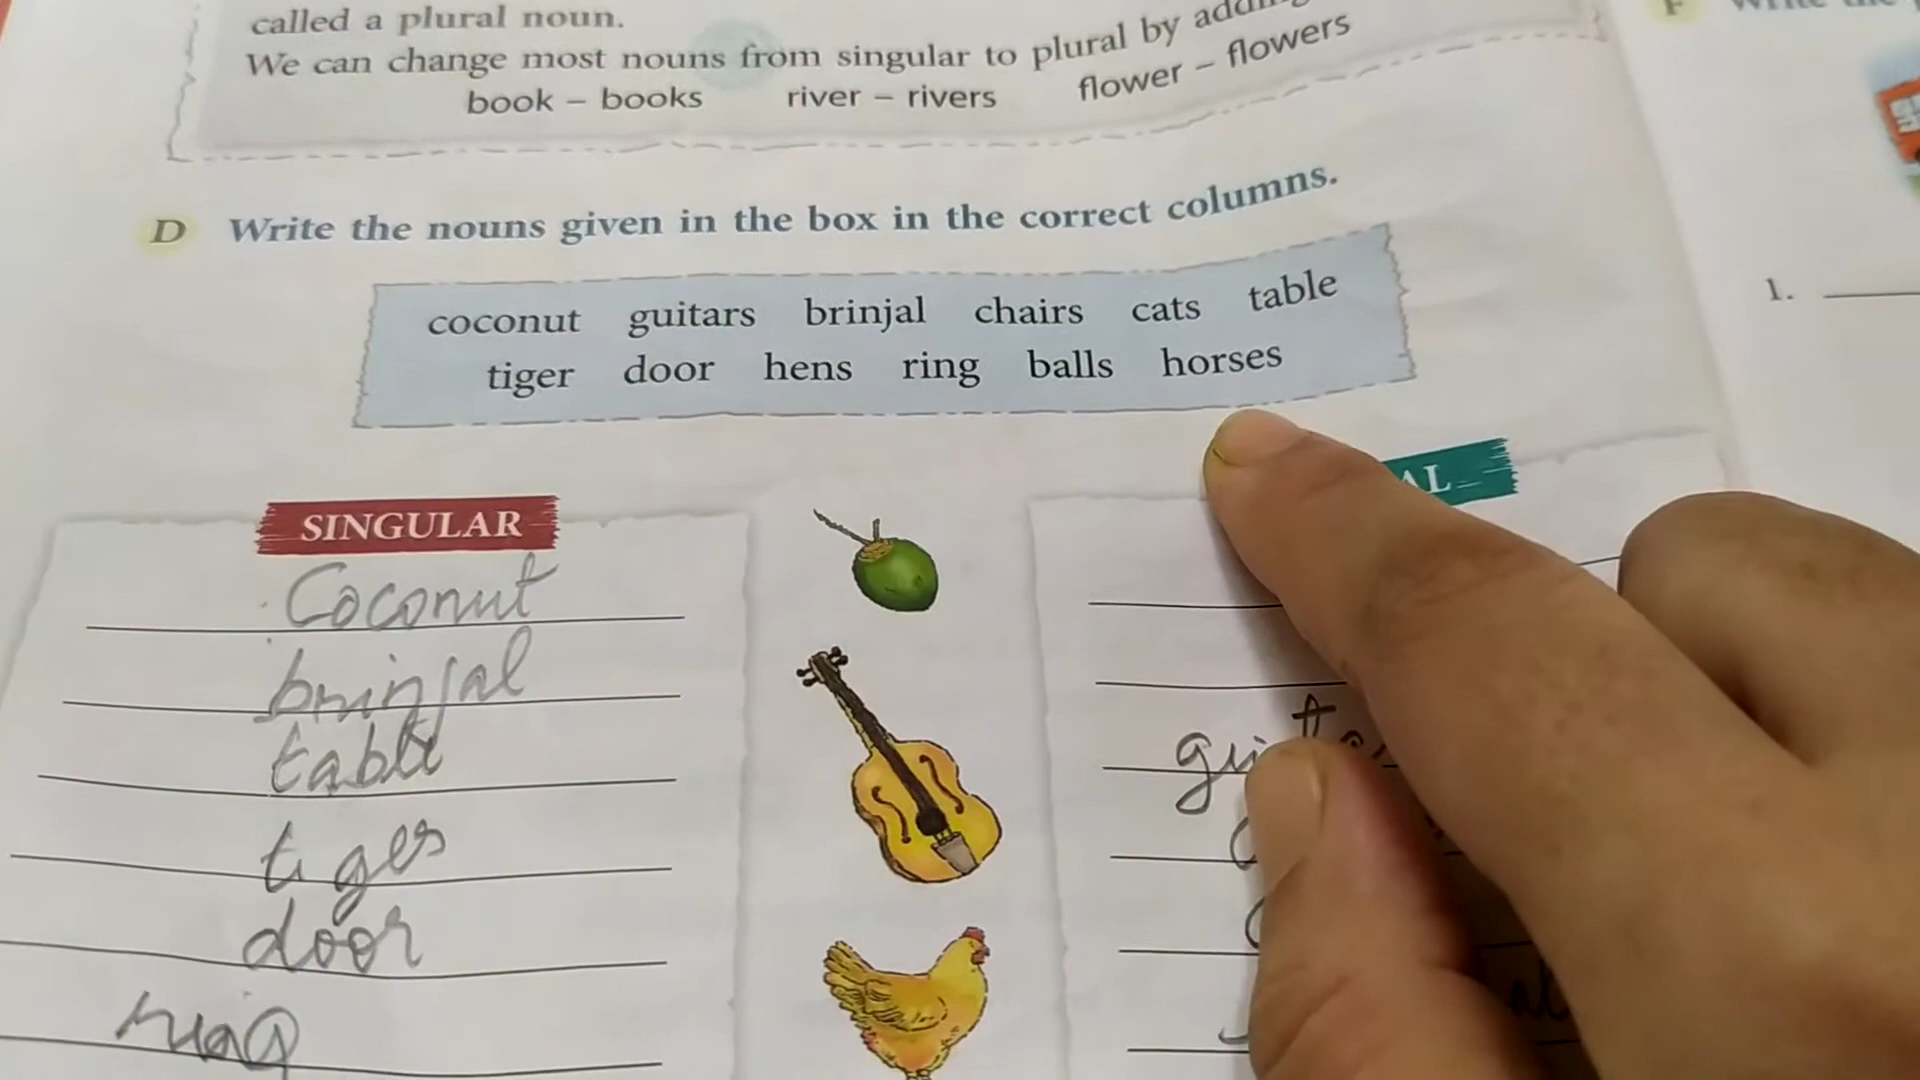 called a plural noun.
We can change most nouns from singular to plural by adding
book – books river – rivers flower – flowers
D Write the nouns given in the box in the correct columns.
coconut guitars brinjal chairs cats table
tiger door hens ring balls horses
SINGULAR
Coconut
brinjal
table
tiger
door
1.